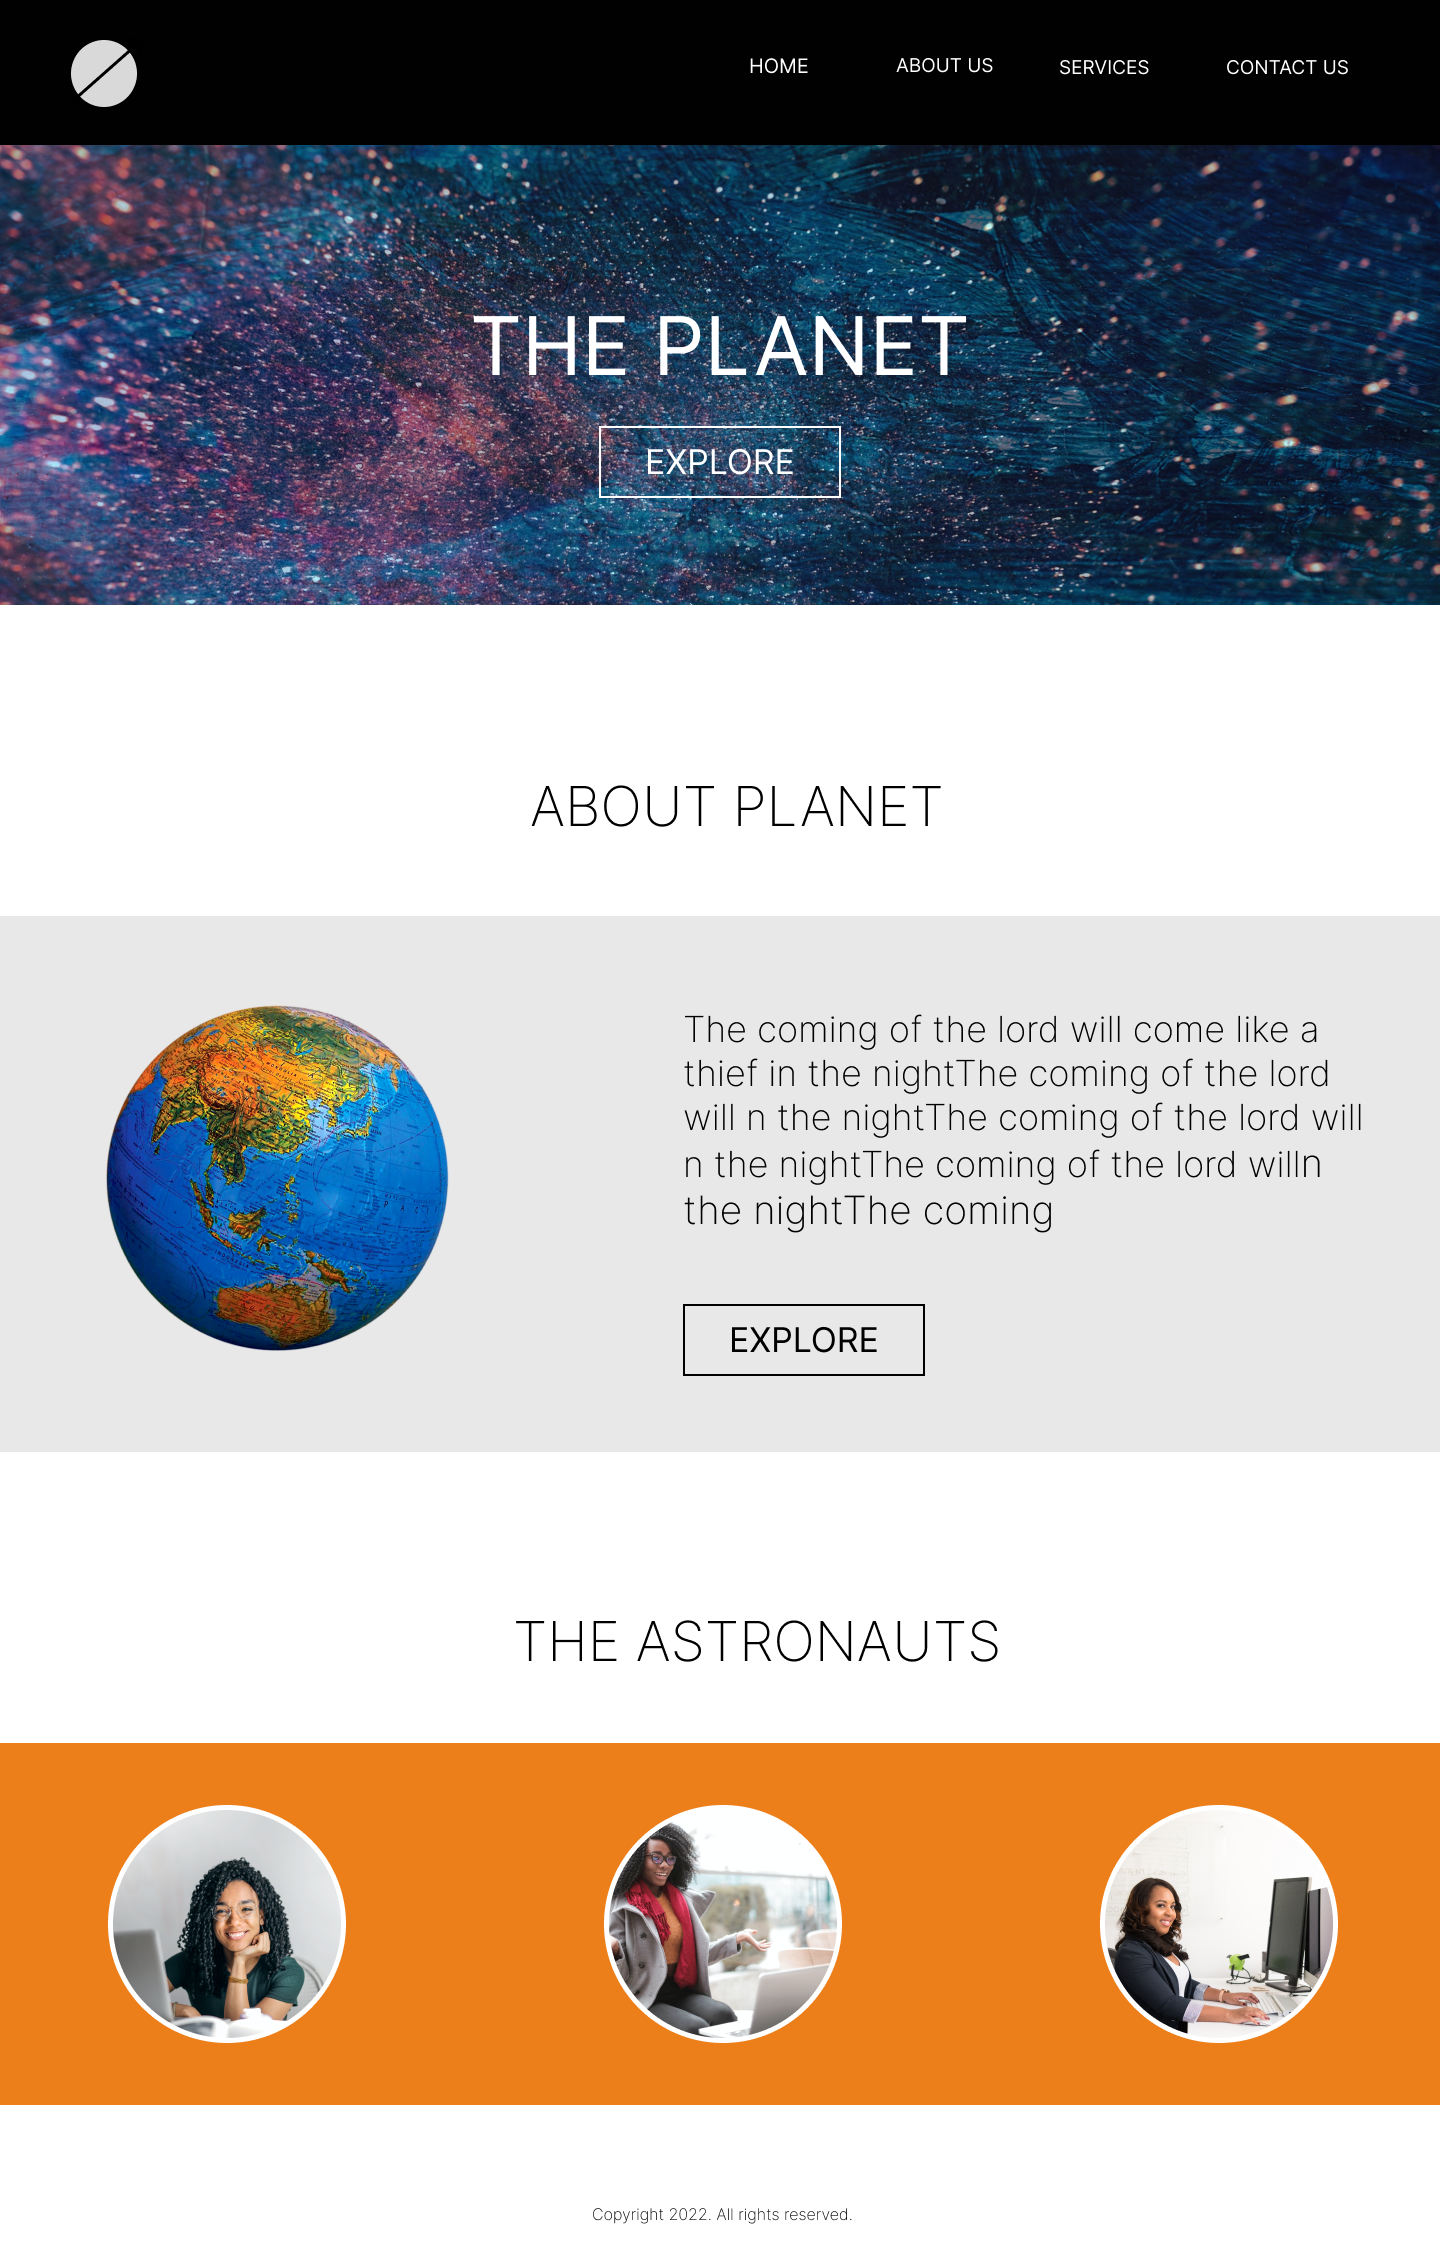 HOME ABOUT US SERVICES CONTACT US
THE PLANET
EXPLORE
ABOUT PLANET
The coming of the lord will come like a
thief in the nightThe coming of the lord
will n the nightThe coming of the lord will
n the nightThe coming of the lord willn
the nightThe coming
EXPLORE
THE ASTRONAUTS
Copyright 2022. All rights reserved.